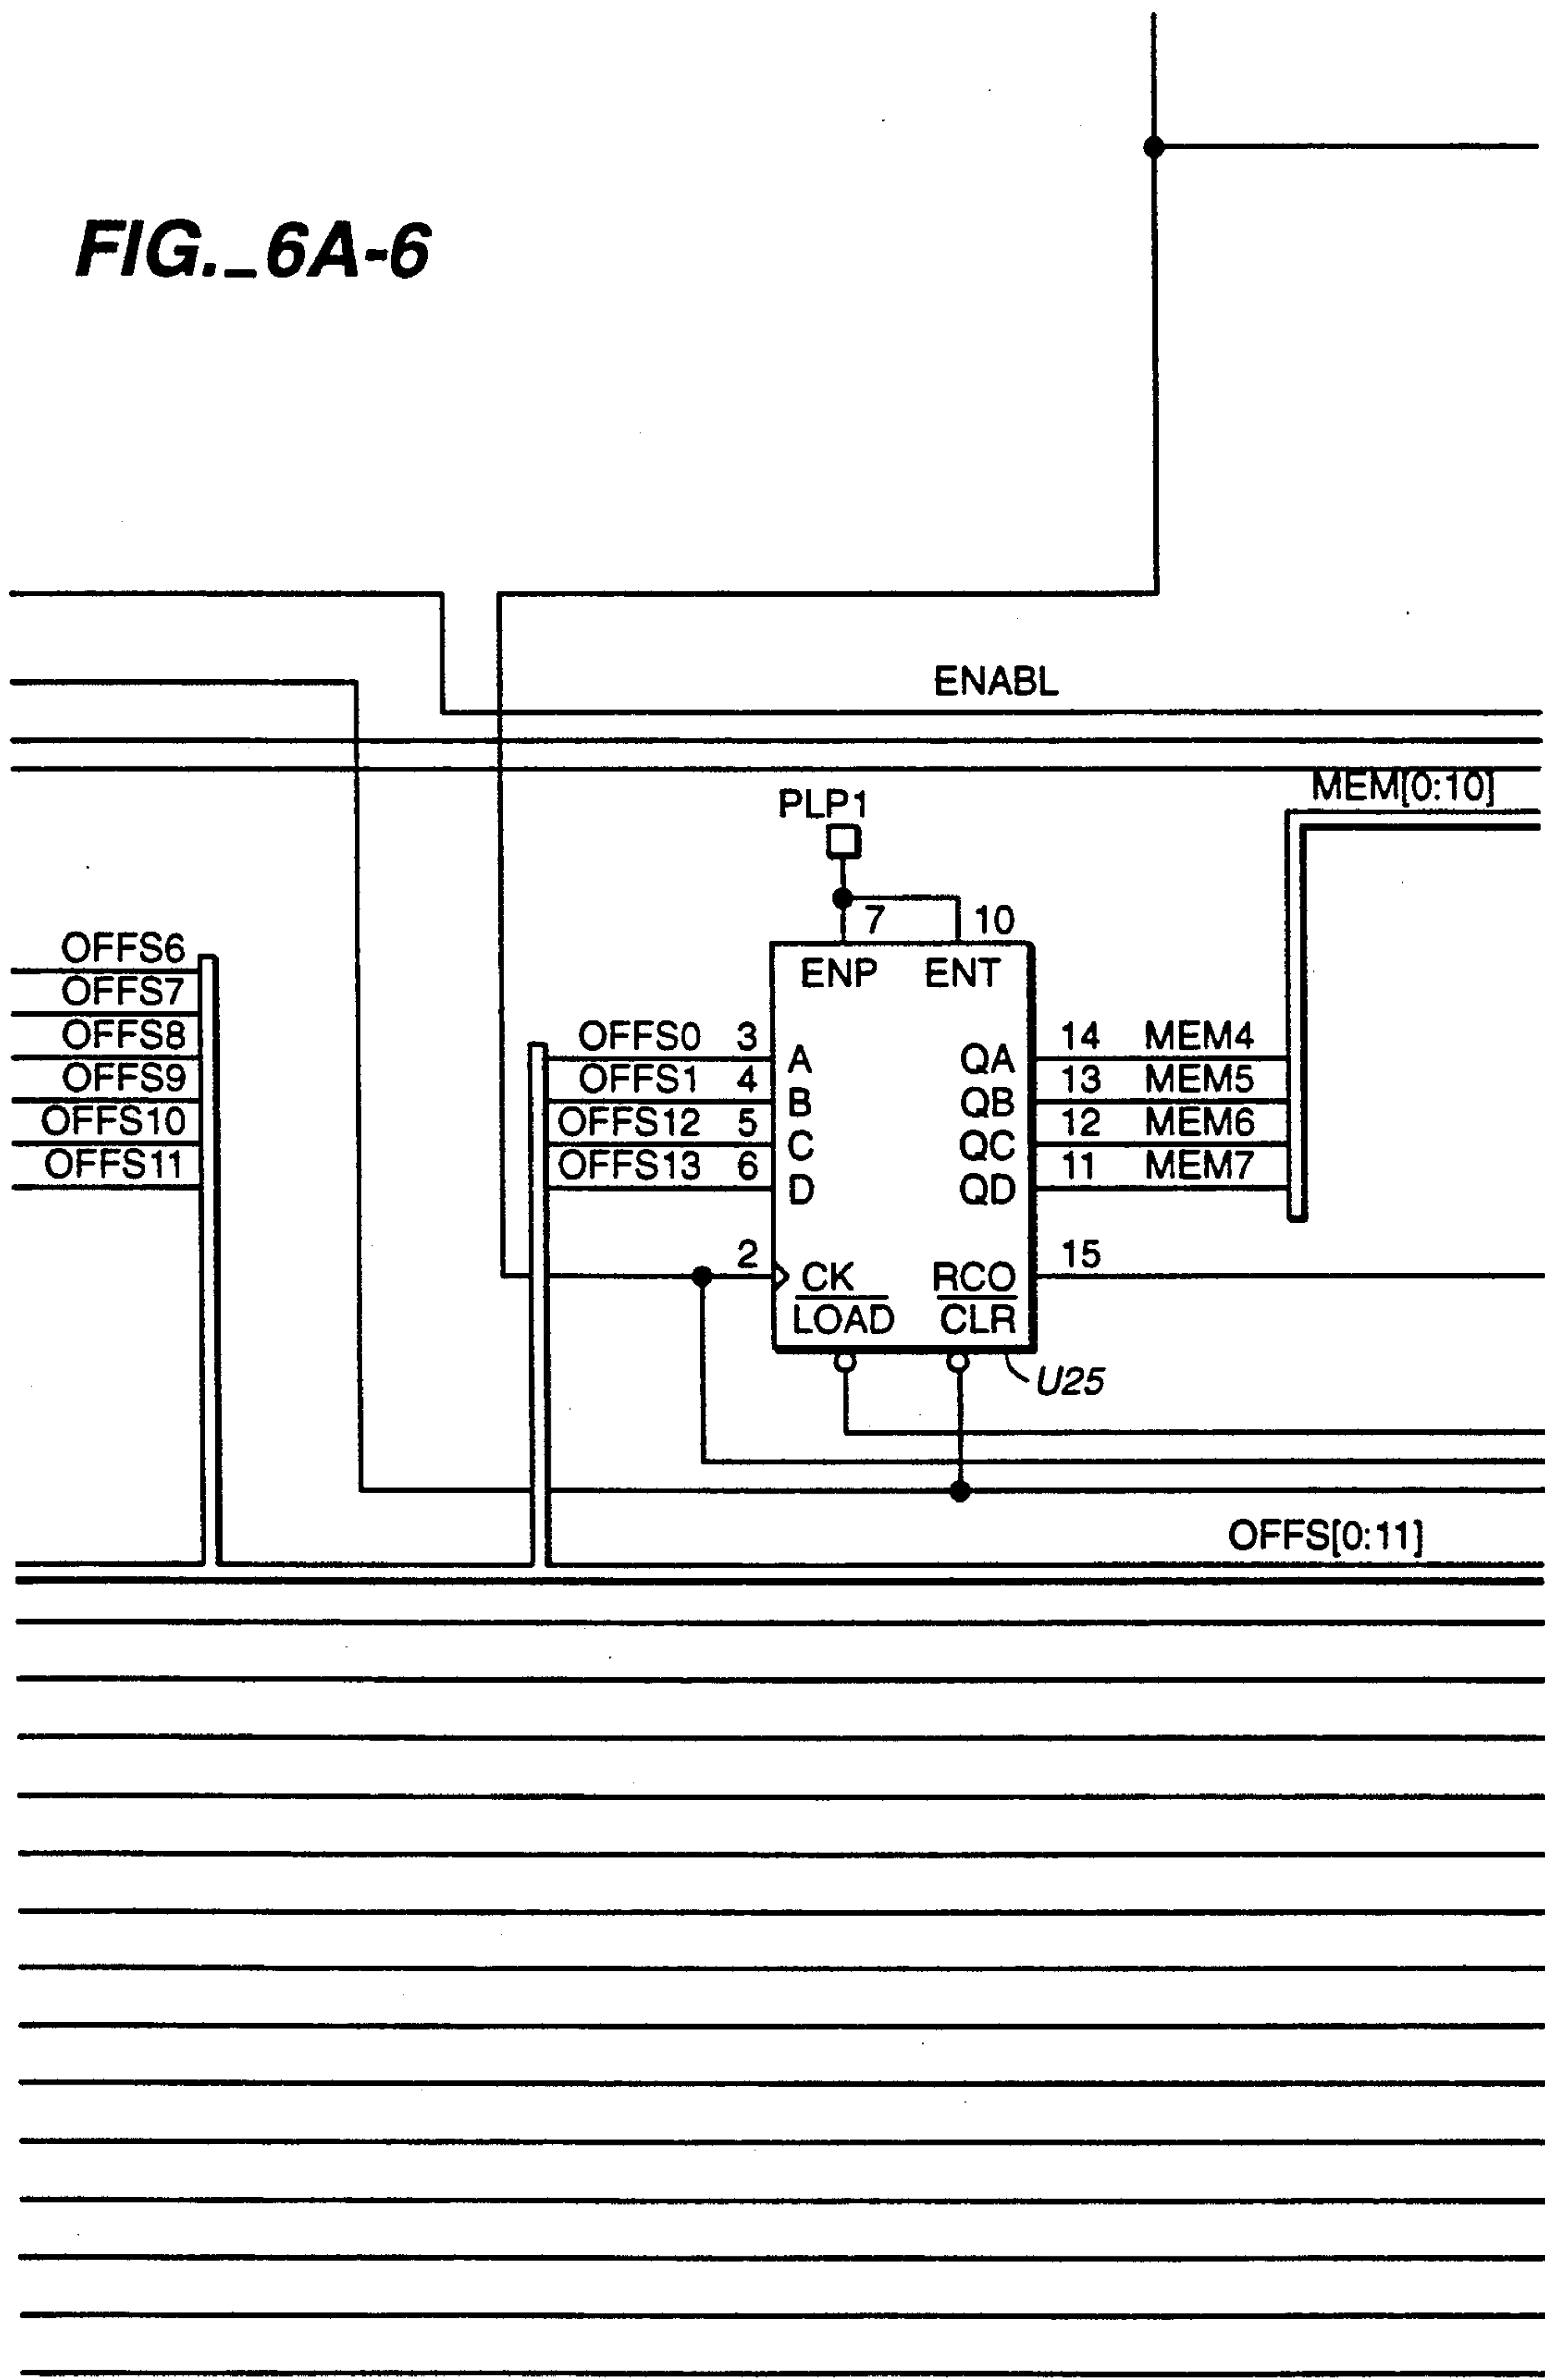 FIG._6A-6
ENABL
MEM[0:10]
PLP1
7 10
ENP ENT
OFFS6
OFFS7
OFFS8
OFFS9
OFFS10
OFFS11
OFFS0 3 A QA 14 MEM4
OFFS1 4 B QB 13 MEM5
OFFS12 5 C QC 12 MEM6
OFFS13 6 D QD 11 MEM7
2 CK RCO 15
LOAD CLR
U25
OFFS[0:11]